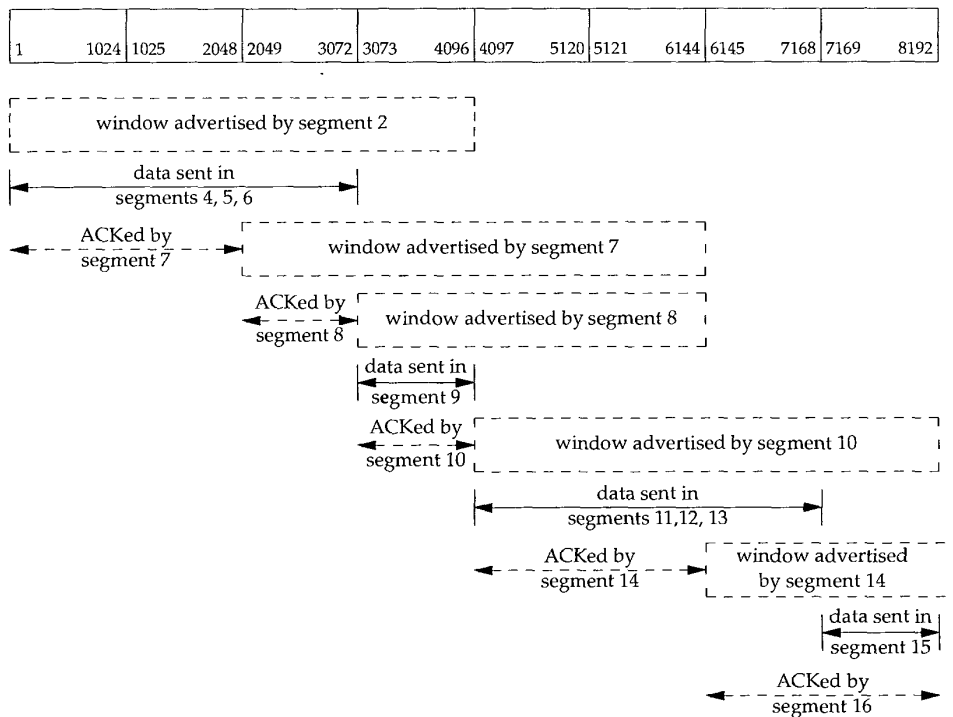 1 1024 1025 2048 2049 3072 3073 4096 4097 5120 5121 6144 6145 7168 7169 8192
window advertised by segment 2
data sent in
segments 4, 5, 6
ACKed by
segment 7
window advertised by segment 7
ACKed by
segment 8
window advertised by segment 8
data sent in
segment 9
ACKed by
segment 10
window advertised by segment 10
data sent in
segments 11,12, 13
ACKed by
segment 14
window advertised
by segment 14
data sent in
segment 15
ACKed by
segment 16